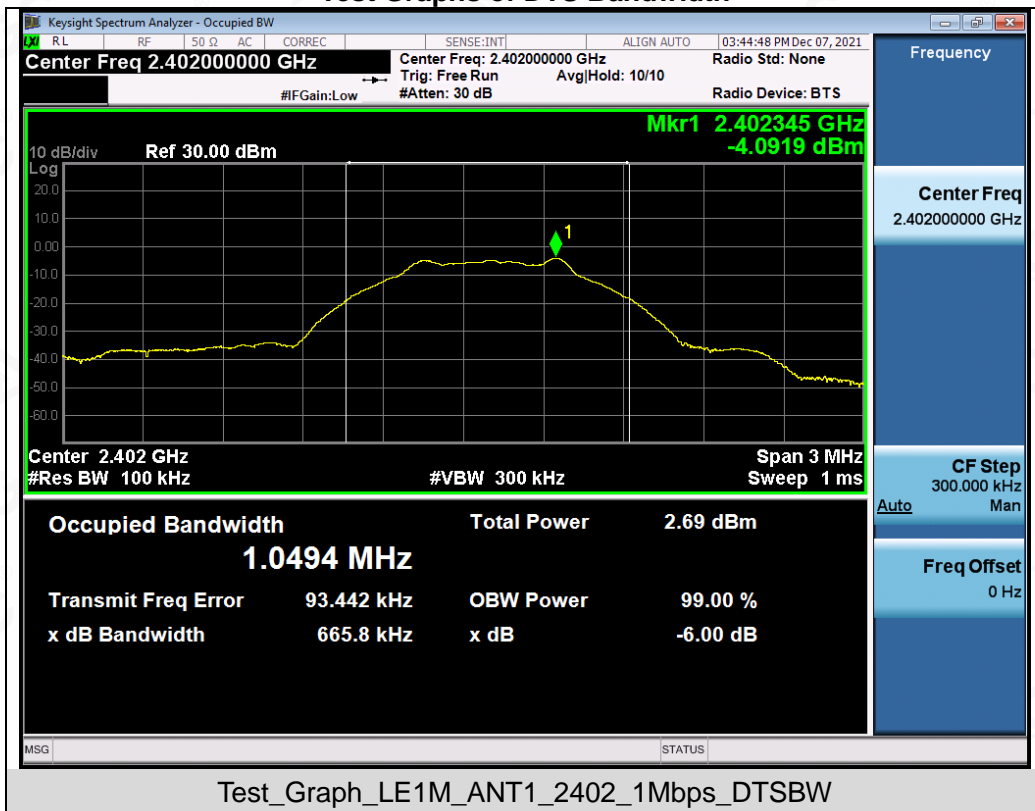 Test Graphs of DTS Bandwidth
Keysight Spectrum Analyzer - Occupied BW
LXI RL RF 50 Ω AC CORREC SENSE:INT ALIGN AUTO 03:44:48 PM Dec 07, 2021
Center Freq 2.402000000 GHz
Center Freq: 2.402000000 GHz
Radio Std: None
Trig: Free Run Avg|Hold: 10/10
#IFGain:Low
#Atten: 30 dB
Radio Device: BTS
Frequency
Mkr1 2.402345 GHz
-4.0919 dBm
10 dB/div Ref 30.00 dBm
Log
20.0
10.0
0.00
-10.0
-20.0
-30.0
-40.0
-50.0
-60.0
1
Center 2.402 GHz
Span 3 MHz
#Res BW 100 kHz
#VBW 300 kHz
Sweep 1 ms
Center Freq
2.402000000 GHz
CF Step
300.000 kHz
Auto Man
Freq Offset
0 Hz
Occupied Bandwidth
1.0494 MHz
Total Power 2.69 dBm
Transmit Freq Error 93.442 kHz
OBW Power 99.00 %
x dB Bandwidth 665.8 kHz
x dB -6.00 dB
MSG
STATUS
Test_Graph_LE1M_ANT1_2402_1Mbps_DTSBW